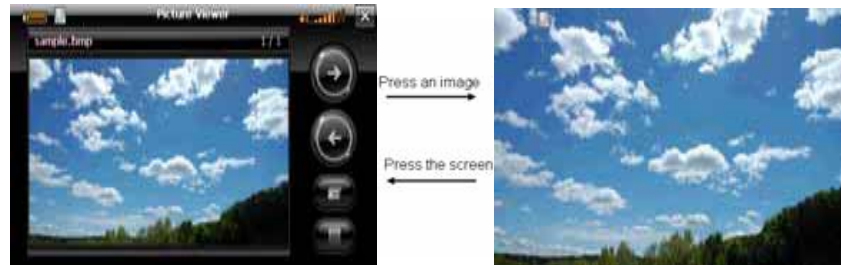 Picture Viewer
sample.bmp 1/1
Press an image
Press the screen